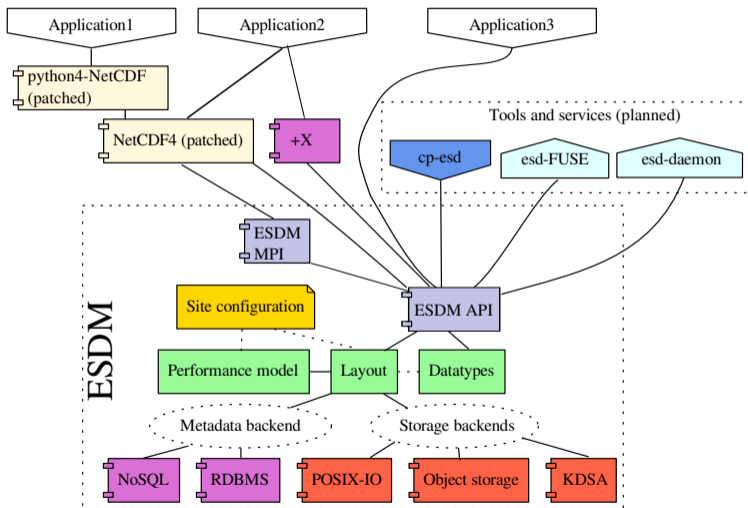 Application1
Application2
Application3
python4-NetCDF
(patched)
Tools and services (planned)
NetCDF4 (patched)
+X
cp-esd
esd-FUSE
esd-daemon
ESDM
MPI
ESDM
Site configuration
ESDM API
Performance model
Layout
Datatypes
Metadata backend
Storage backends
NoSQL
RDBMS
POSIX-IO
Object storage
KDSA